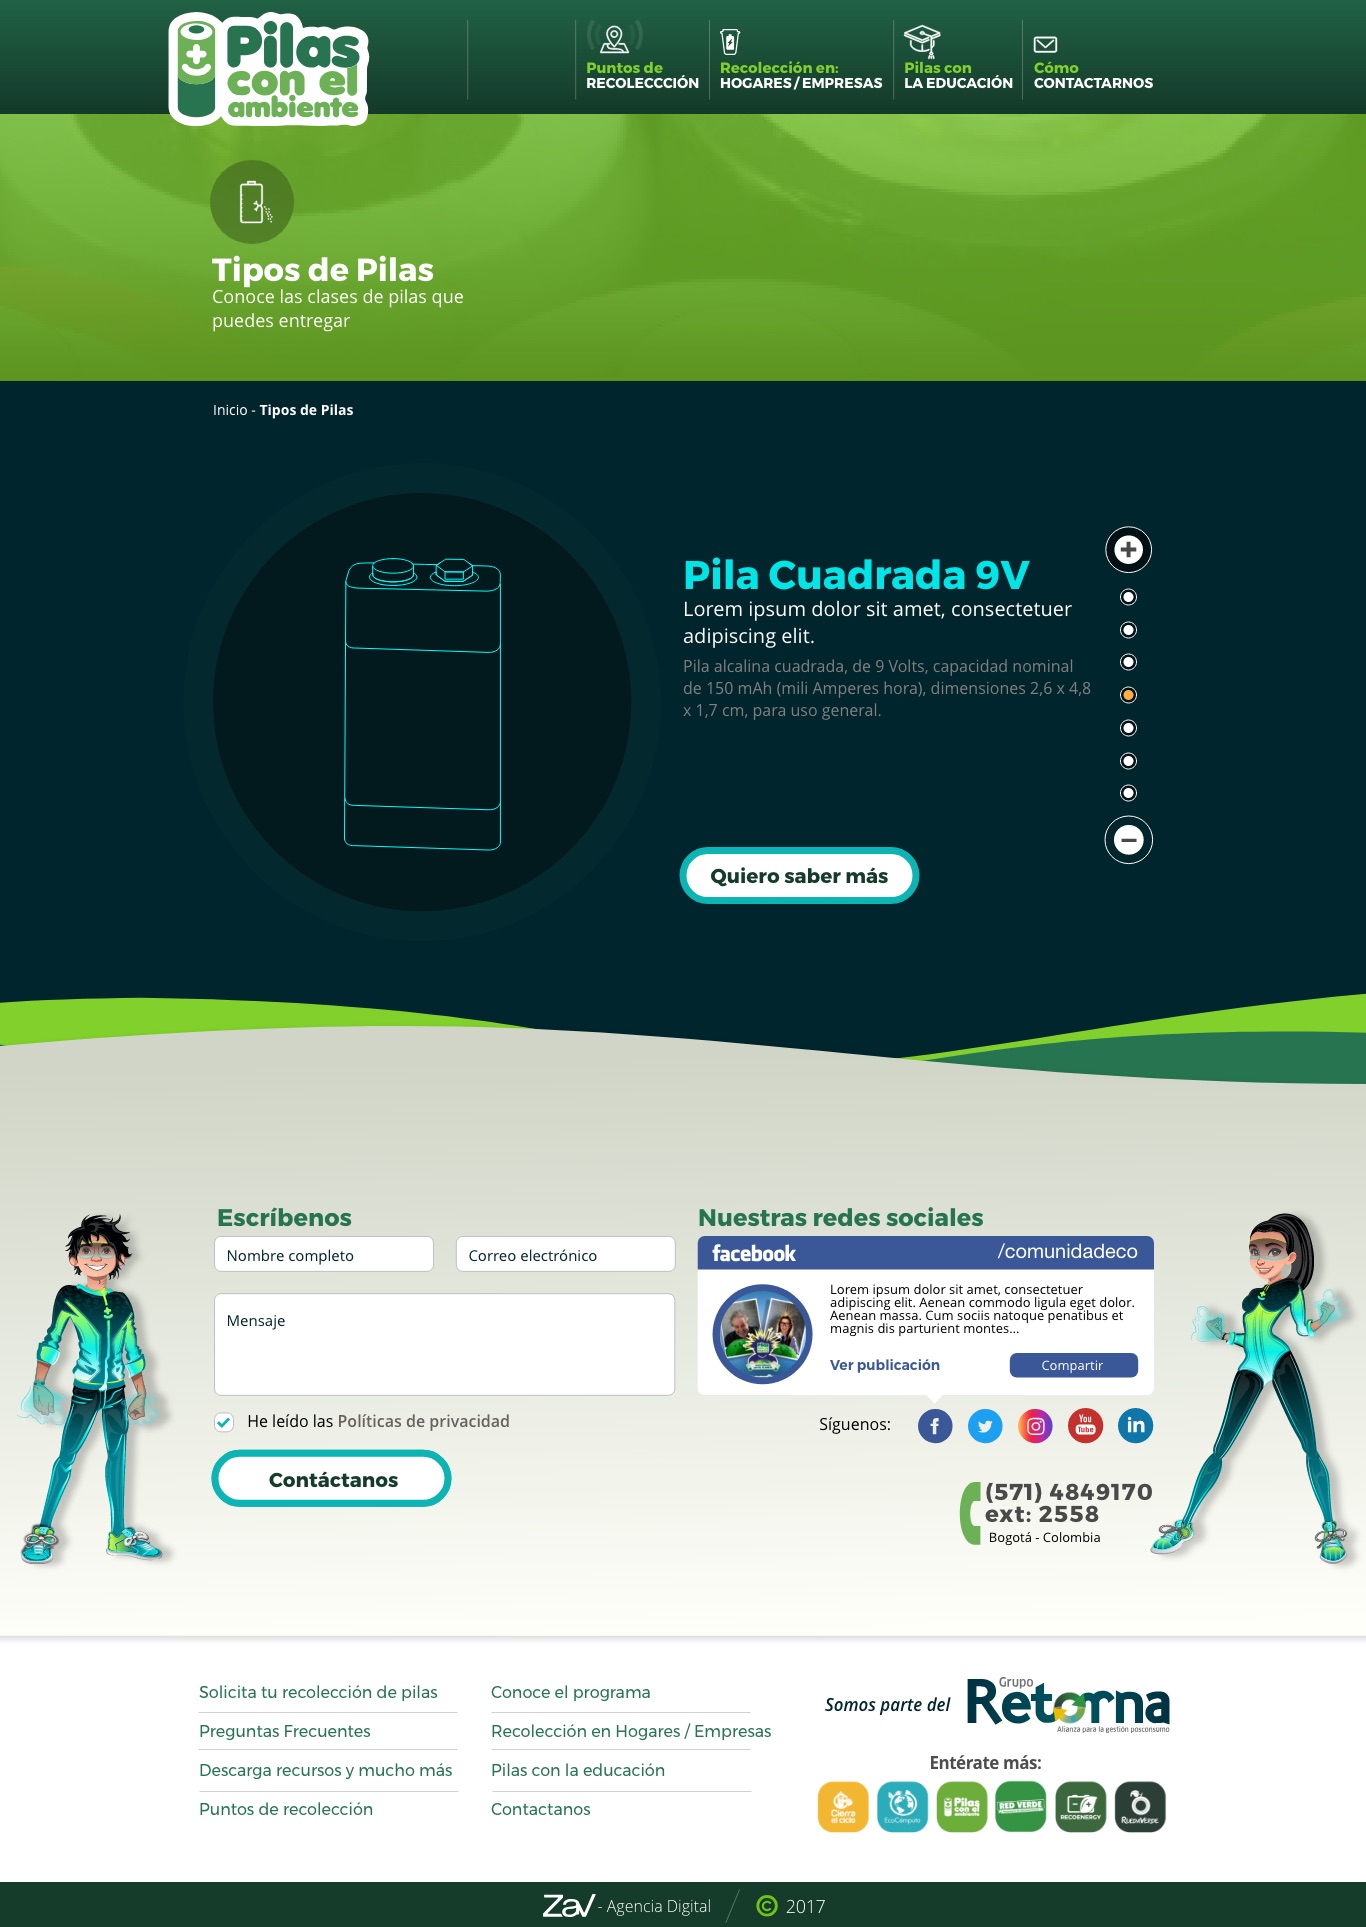 Pilas
con el
ambiente
Puntos de
RECOLECCCIÓN
Recolección en:
HOGARES / EMPRESAS
Pilas con
LA EDUCACIÓN
Cómo
CONTACTARNOS
Tipos de Pilas
Conoce las clases de pilas que
puedes entregar
Inicio - Tipos de Pilas
Pila Cuadrada 9V
Lorem ipsum dolor sit amet, consectetuer
adipiscing elit.
Pila alcalina cuadrada, de 9 Volts, capacidad nominal
de 150 mAh (mili Amperes hora), dimensiones 2,6 x 4,8
x 1,7 cm, para uso general.
Quiero saber más
Escríbenos
Nombre completo
Correo electrónico
Mensaje
He leído las Políticas de privacidad
Contáctanos
Nuestras redes sociales
facebook
/comunidadeco
Lorem ipsum dolor sit amet, consectetuer
adipiscing elit. Aenean commodo ligula eget dolor.
Aenean massa. Cum sociis natoque penatibus et
magnis dis parturient montes...
Ver publicación
Compartir
Síguenos:
f
You
Tube
in
(571) 4849170
ext: 2558
Bogotá - Colombia
Solicita tu recolección de pilas
Preguntas Frecuentes
Descarga recursos y mucho más
Puntos de recolección
Conoce el programa
Recolección en Hogares / Empresas
Pilas con la educación
Contactanos
Somos parte del
Grupo
Retorna
Alianza para la gestión posconsumo
Entérate más:
Cierra
el ciclo
EcoCómputo
Pilas
con el
ambiente
RED VERDE
RECOENERGY
RUEDAVERDE
ZaV - Agencia Digital
© 2017